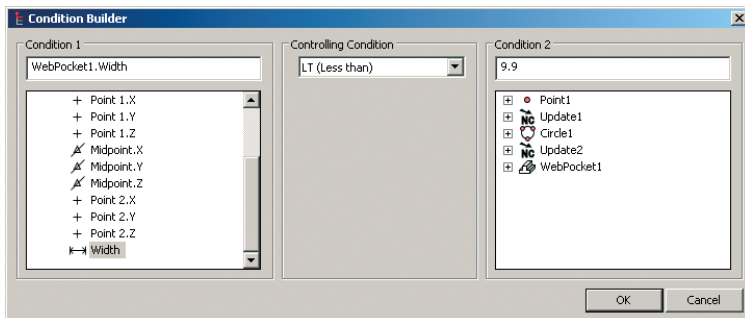 Condition Builder
Condition 1
WebPocket1.Width
Point 1.X
Point 1.Y
Point 1.Z
Midpoint.X
Midpoint.Y
Midpoint.Z
Point 2.X
Point 2.Y
Point 2.Z
Width
Controlling Condition
LT (Less than)
Condition 2
9.9
Point1
NC Update1
Circle1
NC Update2
WebPocket1
OK
Cancel